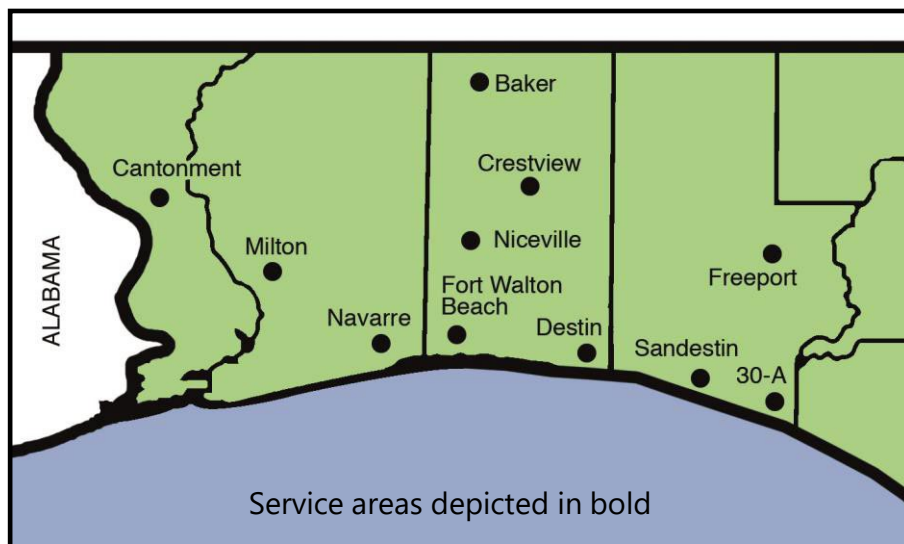 Baker
Cantonment
Crestview
ALABAMA
Milton
Niceville
Freeport
Fort Walton
Beach
Navarre
Destin
Sandestin
30-A
Service areas depicted in bold